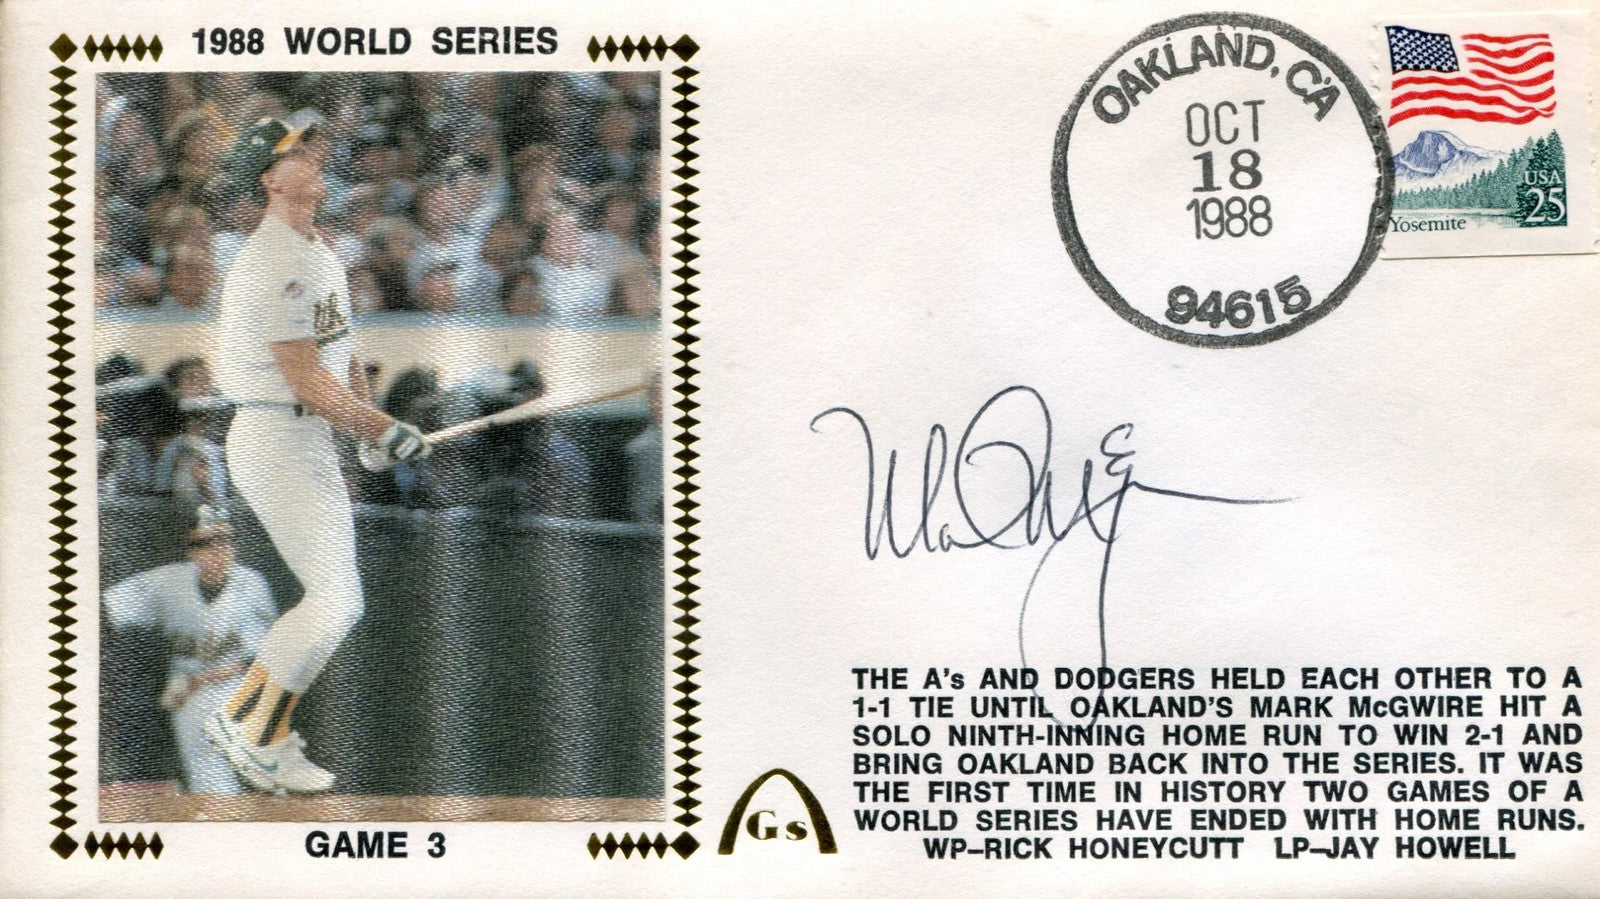 1988 WORLD SERIES
GAME 3
OAKLAND, CA
OCT
18
1988
94615
USA
25
Yosemite
Gs
THE A's AND DODGERS HELD EACH OTHER TO A
1-1 TIE UNTIL OAKLAND'S MARK McGWIRE HIT A
SOLO NINTH-INNING HOME RUN TO WIN 2-1 AND
BRING OAKLAND BACK INTO THE SERIES. IT WAS
THE FIRST TIME IN HISTORY TWO GAMES OF A
WORLD SERIES HAVE ENDED WITH HOME RUNS.
WP–RICK HONEYCUTT LP–JAY HOWELL